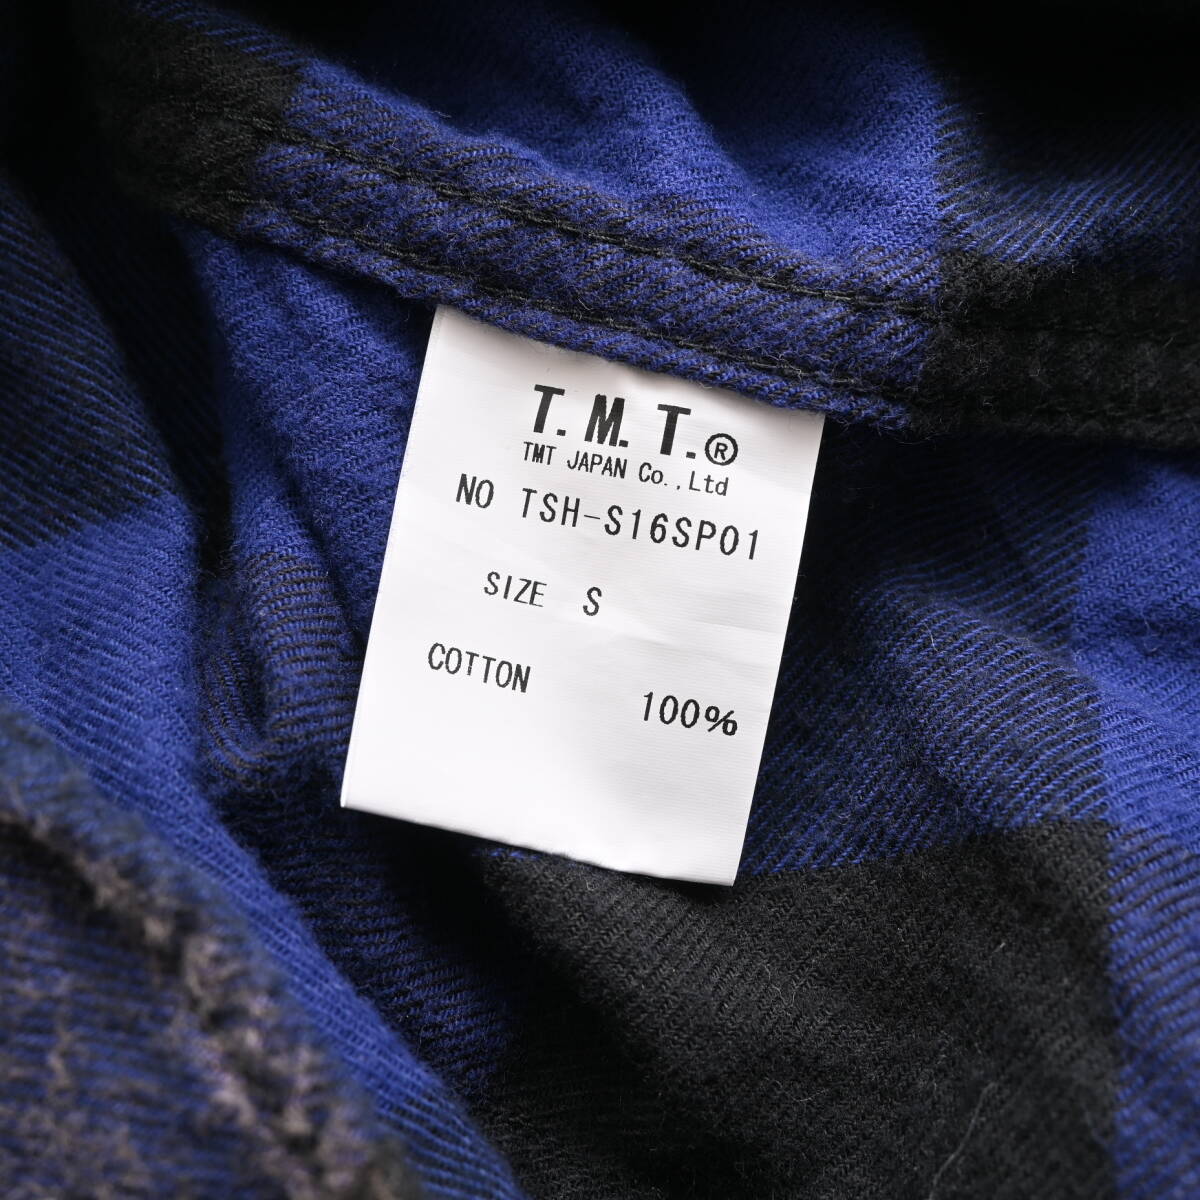 T.M.T.®
TMT JAPAN Co.,Ltd
NO TSH-S16SP01
SIZE S
COTTON 100%